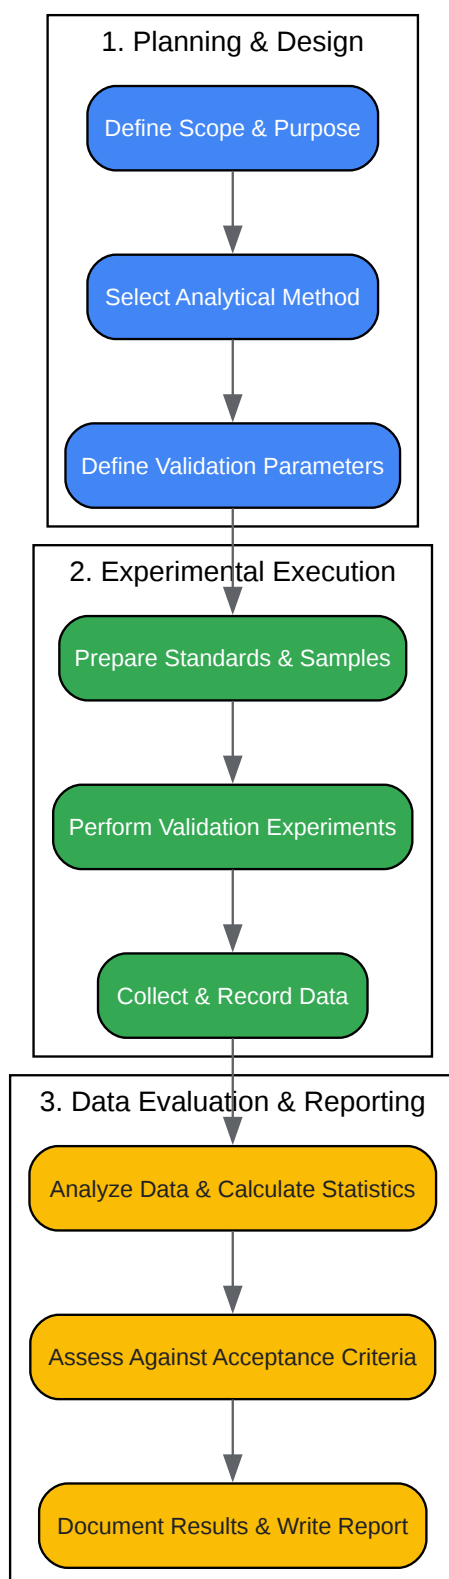 1. Planning & Design
Define Scope & Purpose
Select Analytical Method
Define Validation Parameters
2. Experimental Execution
Prepare Standards & Samples
Perform Validation Experiments
Collect & Record Data
3. Data Evaluation & Reporting
Analyze Data & Calculate Statistics
Assess Against Acceptance Criteria
Document Results & Write Report